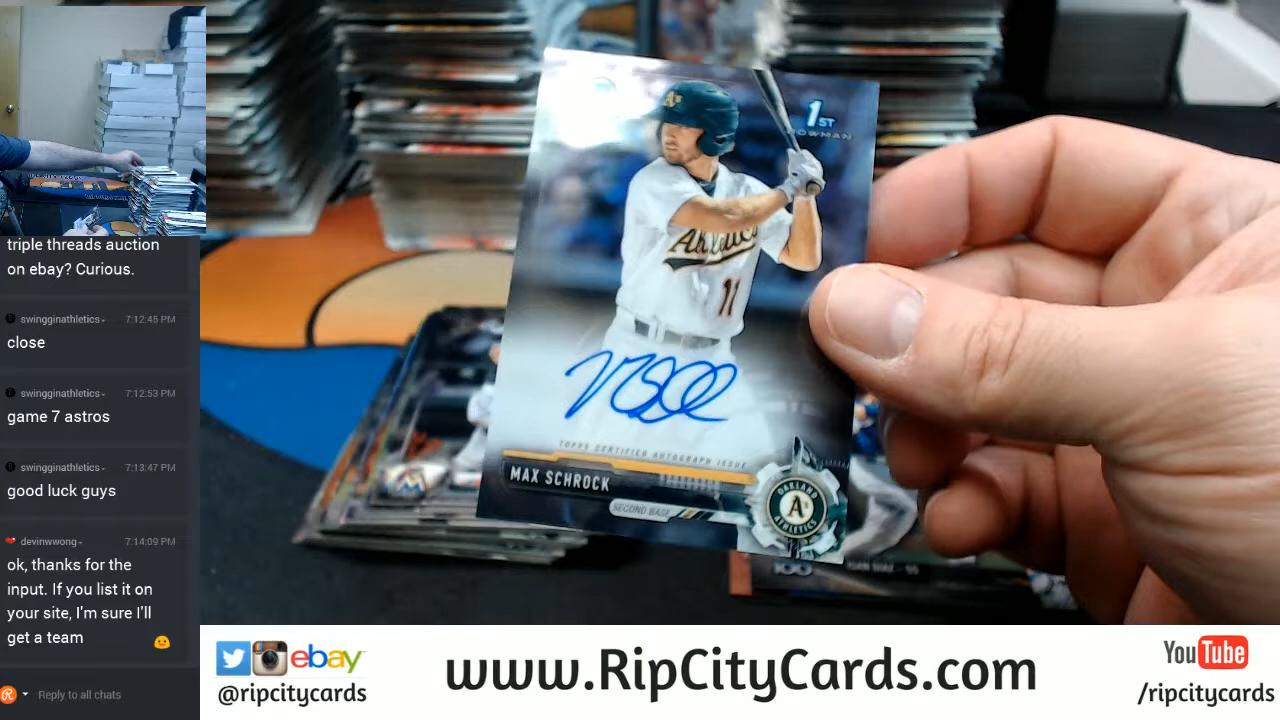 triple threads auction
on ebay? Curious.
swingginathletics- 7:12:45 PM
close
swingginathletics- 7:12:53 PM
game 7 astros
swingginathletics- 7:13:47 PM
good luck guys
devinwwong- 7:14:09 PM
ok, thanks for the
input. If you list it on
your site, I'm sure I'll
get a team
Reply to all chats
A's
1ST
BOWMAN
Athletics
11
TOPPS CERTIFIED AUTOGRAPH ISSUE
MAX SCHROCK
SECOND BASE
OAKLAND
A's
ATHLETICS
100
ebay
@ripcitycards
www.RipCityCards.com
YouTube
/ripcitycards